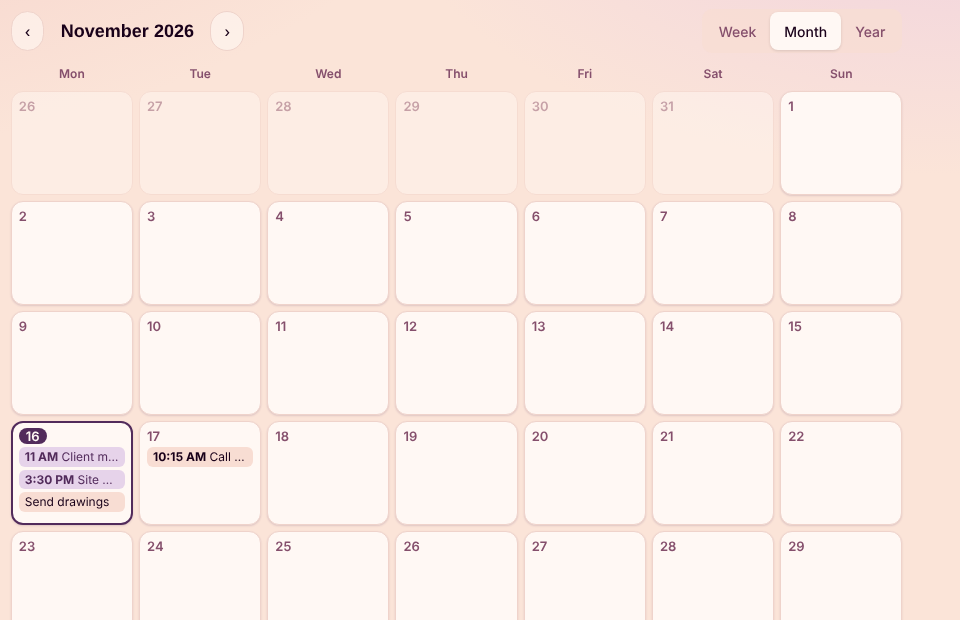 ‹ November 2026 › Week Month Year
Mon Tue Wed Thu Fri Sat Sun
26 27 28 29 30 31 1
2 3 4 5 6 7 8
9 10 11 12 13 14 15
16 17 18 19 20 21 22
11 AM Client m... 10:15 AM Call ...
3:30 PM Site ...
Send drawings
23 24 25 26 27 28 29